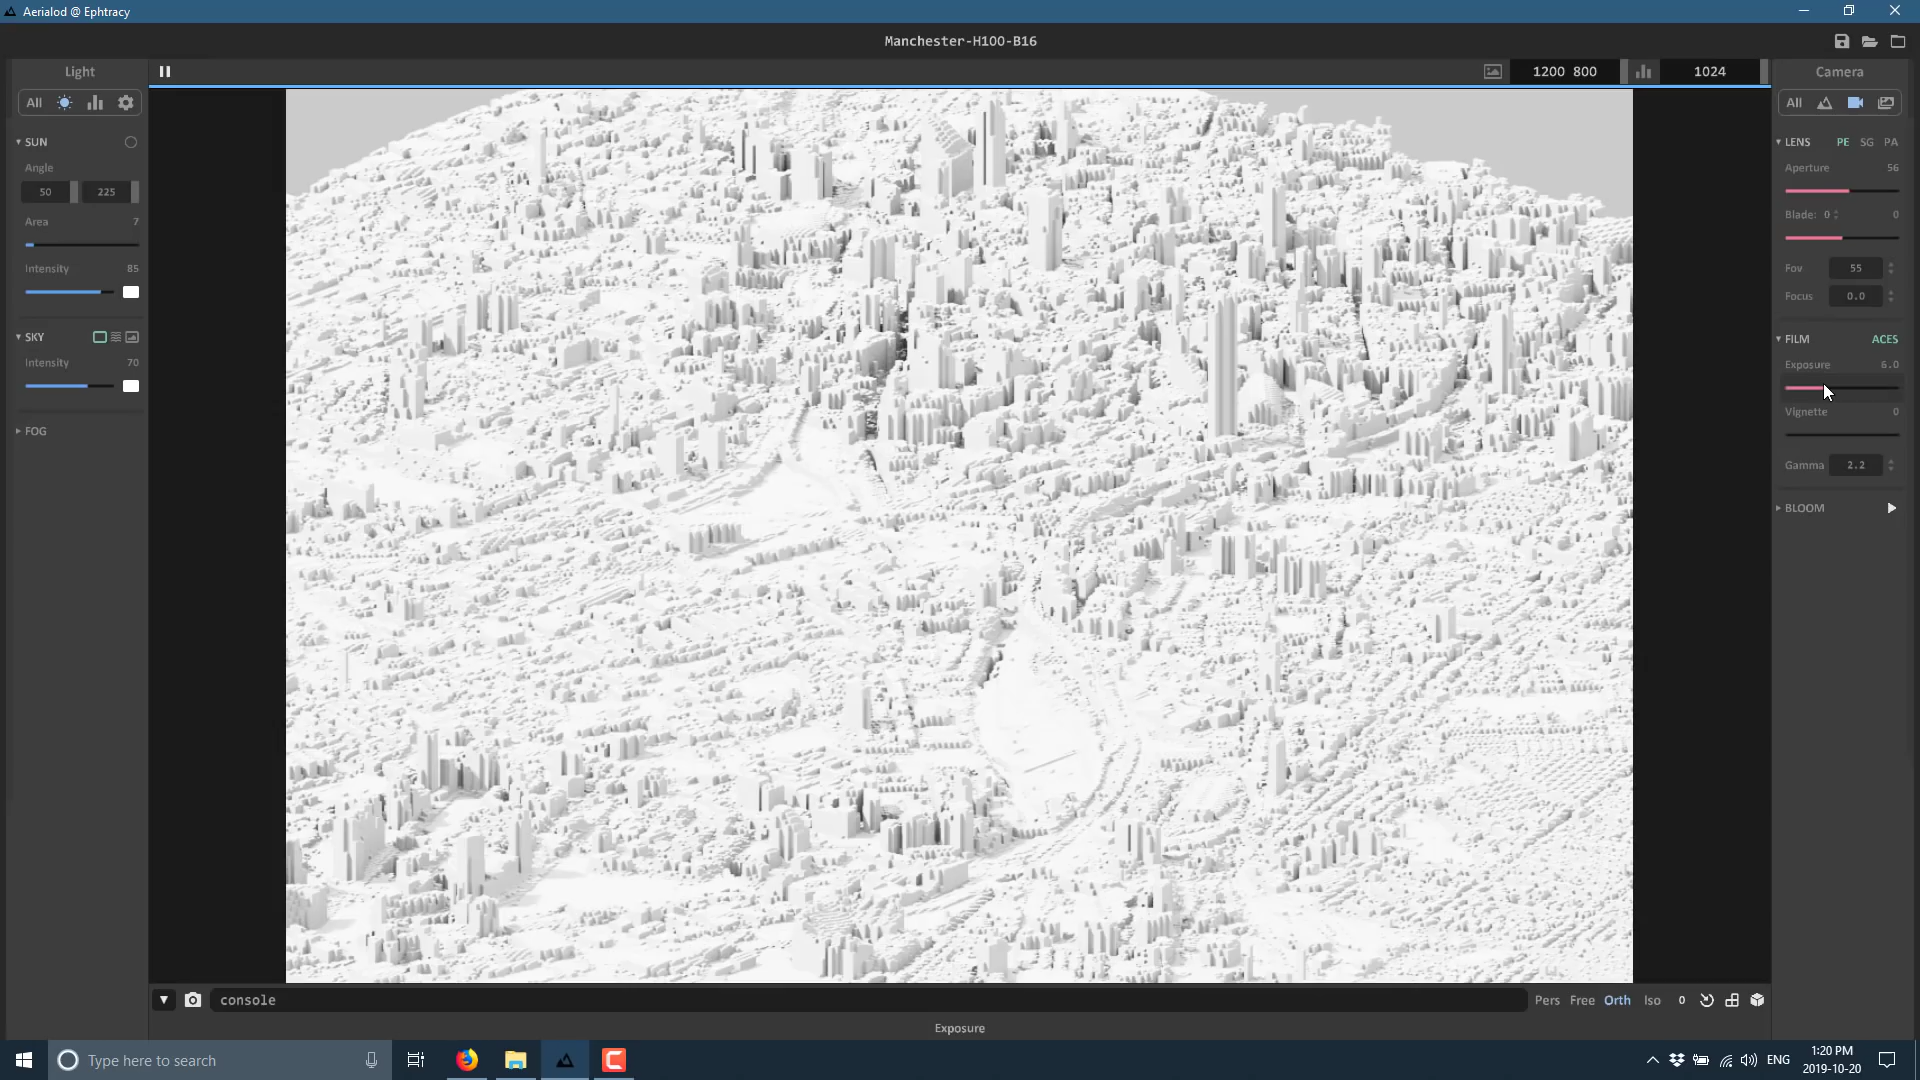 Aerialod @ Ephtracy
Manchester-H100-B16
Light
1200 800
1024
Camera
All
All
SUN
LENS PE SG PA
Angle
Aperture 56
50 225
Area 7
Blade: 0 0
Intensity 85
Fov 55
Focus 0.0
SKY
FILM ACES
Intensity 70
Exposure 6.0
Vignette 0
FOG
Gamma 2.2
BLOOM
console
Pers Free Orth Iso 0
Exposure
Type here to search
ENG
1:20 PM
2019-10-20